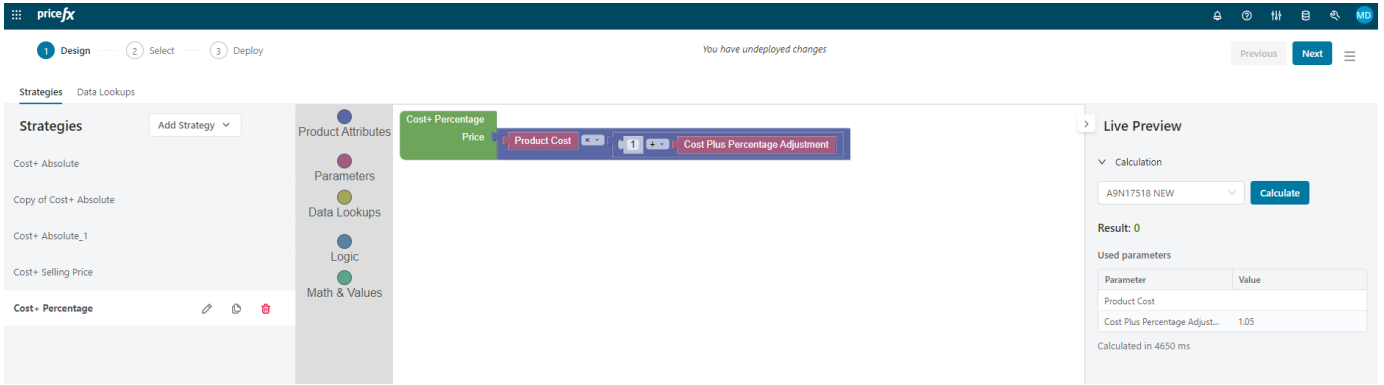 pricefx
MD
1 Design
2 Select
3 Deploy
You have undeployed changes
Previous
Next
Strategies
Data Lookups
Strategies
Add Strategy
Cost+ Absolute
Copy of Cost+ Absolute
Cost+ Absolute_1
Cost+ Selling Price
Cost+ Percentage
Product Attributes
Parameters
Data Lookups
Logic
Math & Values
Cost+ Percentage
Price Product Cost × 1 + Cost Plus Percentage Adjustment
Live Preview
Calculation
A9N17518 NEW
Calculate
Result: 0
Used parameters
Parameter Value
Product Cost
Cost Plus Percentage Adjust... 1.05
Calculated in 4650 ms